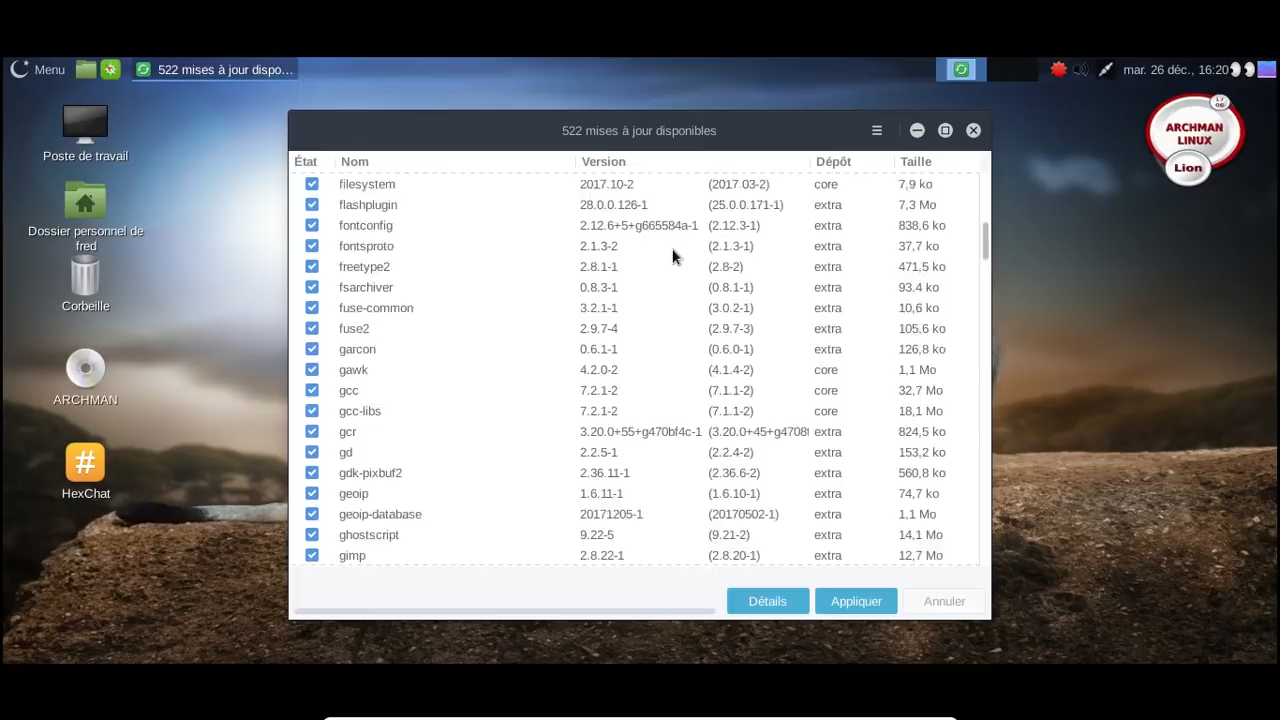 Menu
522 mises à jour dispo…
mar. 26 déc., 16:20
Poste de travail
Dossier personnel de
fred
Corbeille
ARCHMAN
HexChat
17
06
ARCHMAN
LINUX
Lion
522 mises à jour disponibles
État Nom Version Dépôt Taille
filesystem 2017.10-2 (2017.03-2) core 7,9 ko
flashplugin 28.0.0.126-1 (25.0.0.171-1) extra 7,3 Mo
fontconfig 2.12.6+5+g665584a-1 (2.12.3-1) extra 838,6 ko
fontsproto 2.1.3-2 (2.1.3-1) extra 37,7 ko
freetype2 2.8.1-1 (2.8-2) extra 471,5 ko
fsarchiver 0.8.3-1 (0.8.1-1) extra 93,4 ko
fuse-common 3.2.1-1 (3.0.2-1) extra 10,6 ko
fuse2 2.9.7-4 (2.9.7-3) extra 105,6 ko
garcon 0.6.1-1 (0.6.0-1) extra 126,8 ko
gawk 4.2.0-2 (4.1.4-2) core 1,1 Mo
gcc 7.2.1-2 (7.1.1-2) core 32,7 Mo
gcc-libs 7.2.1-2 (7.1.1-2) core 18,1 Mo
gcr 3.20.0+55+g470bf4c-1 (3.20.0+45+g4708 extra 824,5 ko
gd 2.2.5-1 (2.2.4-2) extra 153,2 ko
gdk-pixbuf2 2.36.11-1 (2.36.6-2) extra 560,8 ko
geoip 1.6.11-1 (1.6.10-1) extra 74,7 ko
geoip-database 20171205-1 (20170502-1) extra 1,1 Mo
ghostscript 9.22-5 (9.21-2) extra 14,1 Mo
gimp 2.8.22-1 (2.8.20-1) extra 12,7 Mo
Détails Appliquer Annuler